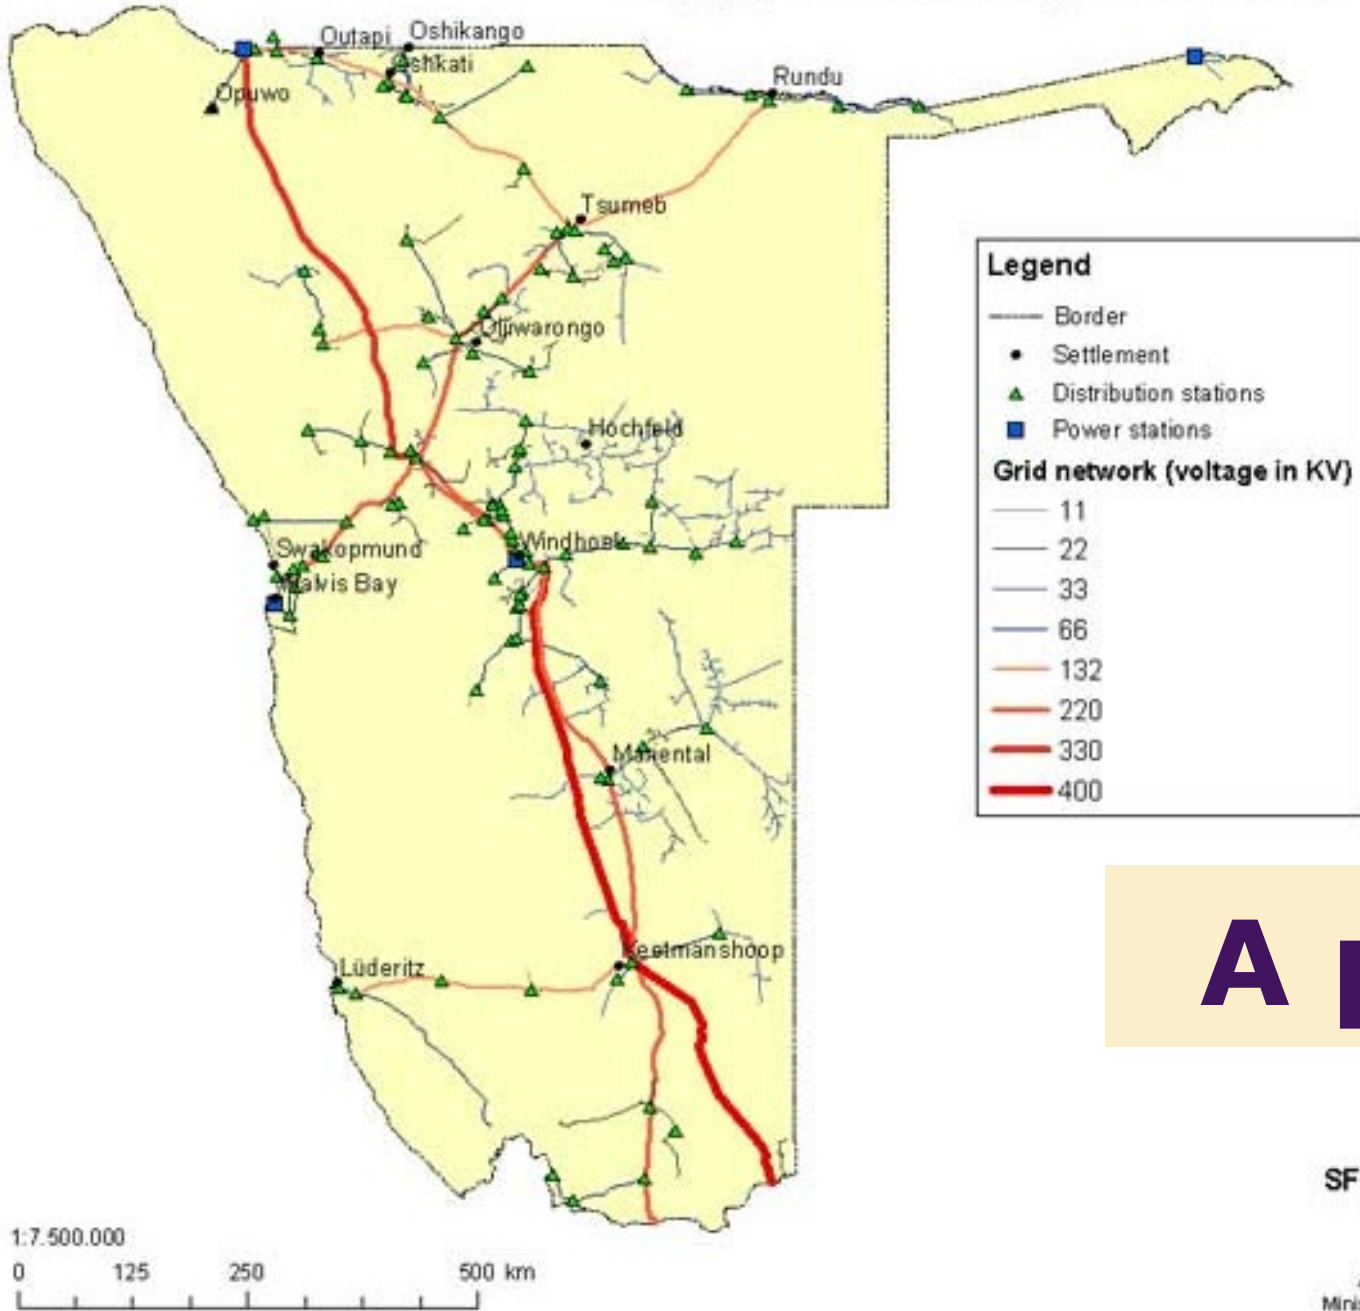 Outapi
Oshikango
Oshkati
Opuwo
Rundu
Tsumeb
Otjiwarongo
Hochfeld
Swakopmund
Windhoek
Walvis Bay
Mariental
Keetmanshoop
Lüderitz
Legend
Border
Settlement
Distribution stations
Power stations
Grid network (voltage in KV)
11
22
33
66
132
220
330
400
A
SF
1:7.500.000
0 125 250 500 km